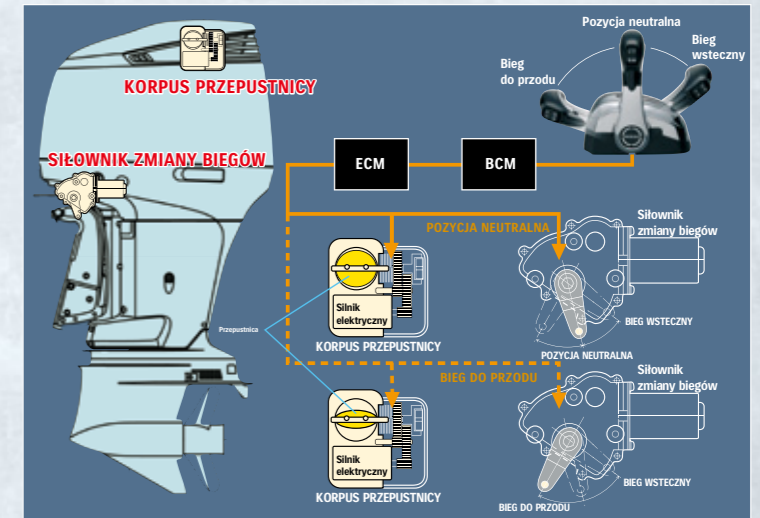 Pozycja neutralna
Bieg
wsteczny
Bieg
do przodu
KORPUS PRZEPUSTNICY
SIŁOWNIK ZMIANY BIEGÓW
ECM
BCM
POZYCJA NEUTRALNA
Siłownik
zmiany biegów
Silnik
elektryczny
KORPUS PRZEPUSTNICY
BIEG WSTECZNY
POZYCJA NEUTRALNA
Przepustnica
BIEG DO PRZODU
Siłownik
zmiany biegów
Silnik
elektryczny
KORPUS PRZEPUSTNICY
BIEG WSTECZNY
BIEG DO PRZODU